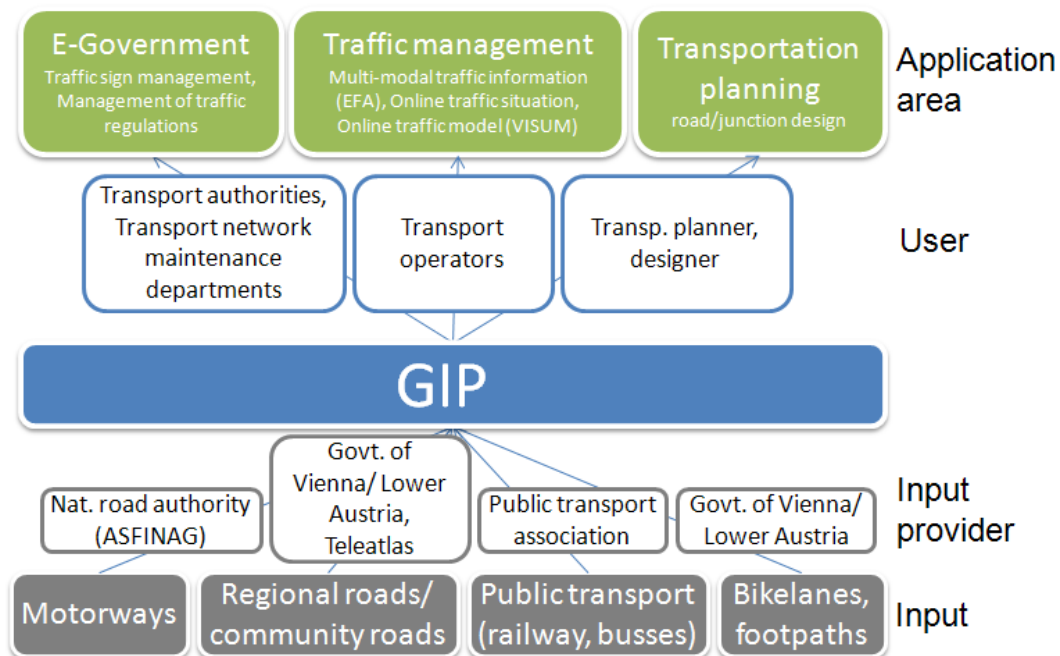 E-Government
Traffic sign management,
Management of traffic
regulations
Traffic management
Multi-modal traffic information
(EFA), Online traffic situation,
Online traffic model (VISUM)
Transportation
planning
road/junction design
Application
area
Transport authorities,
Transport network
maintenance
departments
Transport
operators
Transp. planner,
designer
User
GIP
Nat. road authority
(ASFINAG)
Govt. of
Vienna/ Lower
Austria,
Teleatlas
Public transport
association
Govt. of Vienna/
Lower Austria
Input
provider
Motorways
Regional roads/
community roads
Public transport
(railway, busses)
Bikelanes,
footpaths
Input